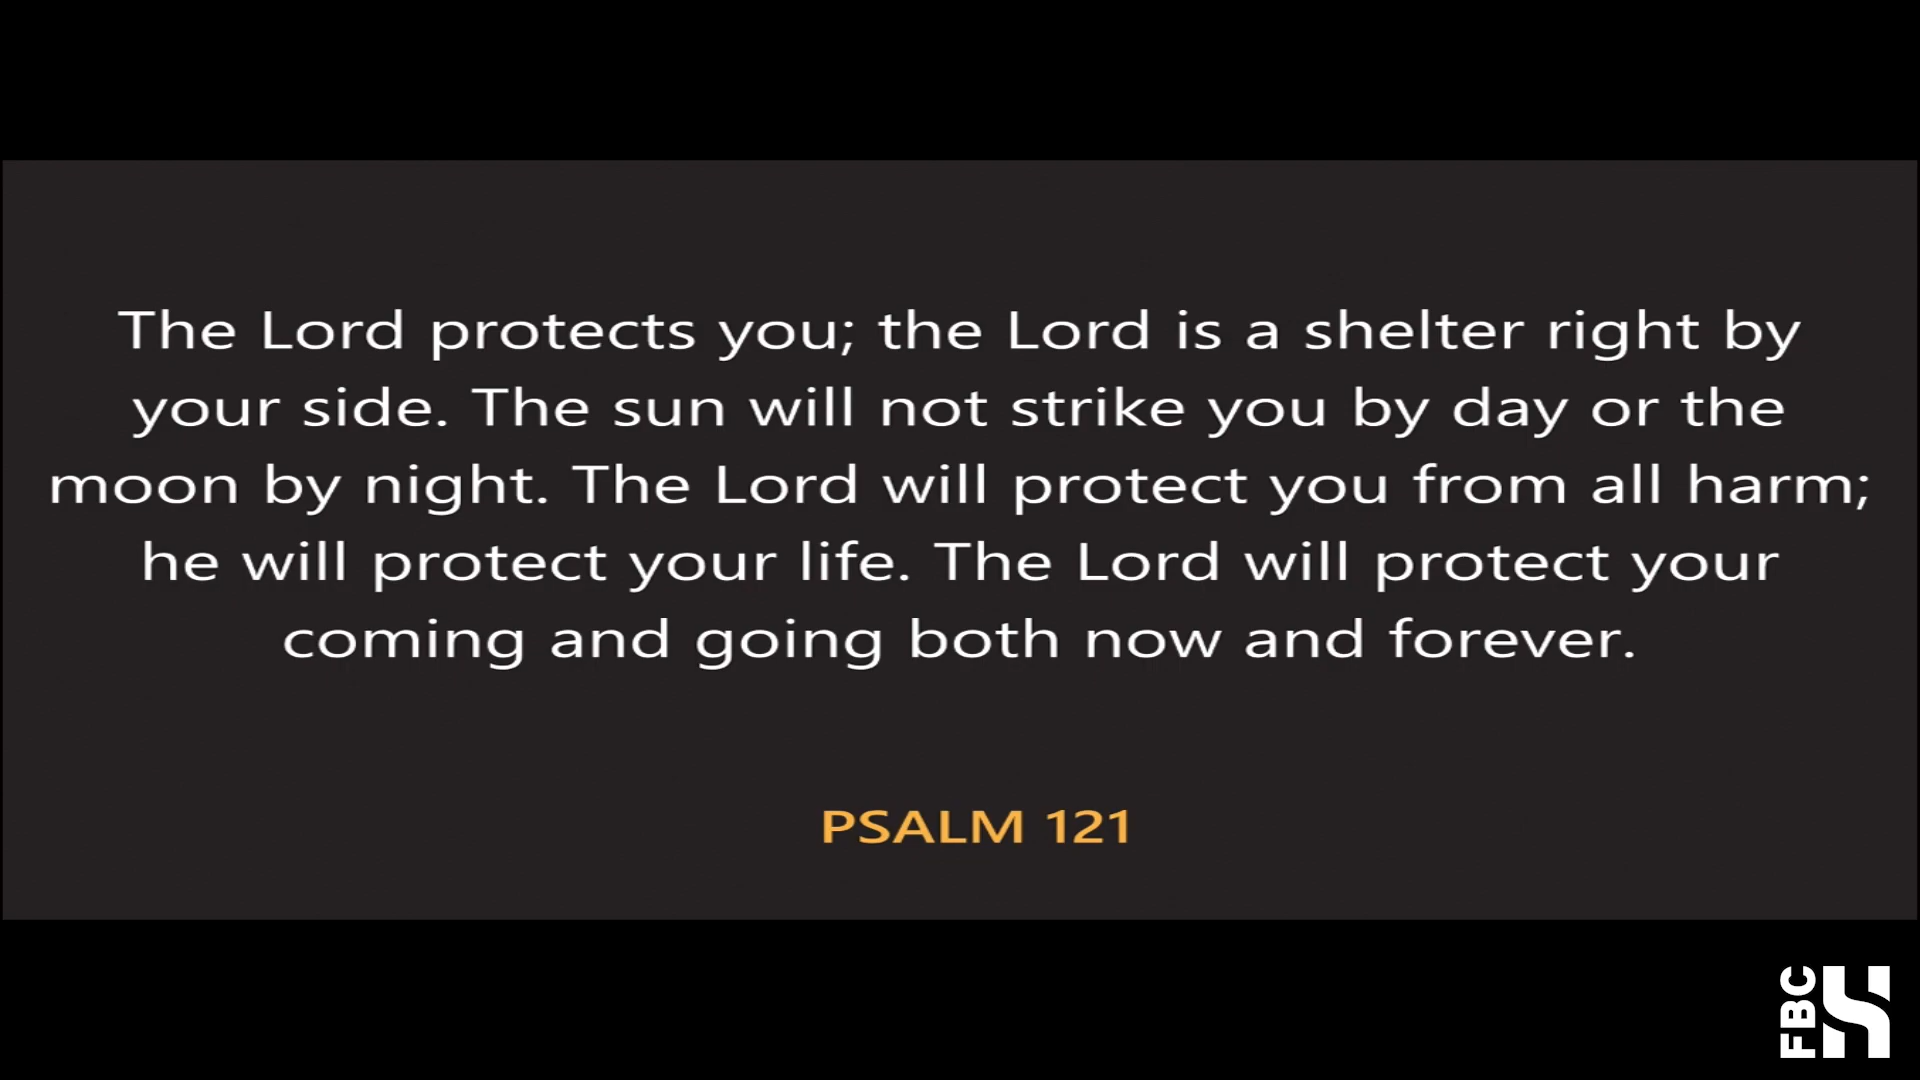 The Lord protects you; the Lord is a shelter right by
your side. The sun will not strike you by day or the
moon by night. The Lord will protect you from all harm;
he will protect your life. The Lord will protect your
coming and going both now and forever.
PSALM 121
FBC